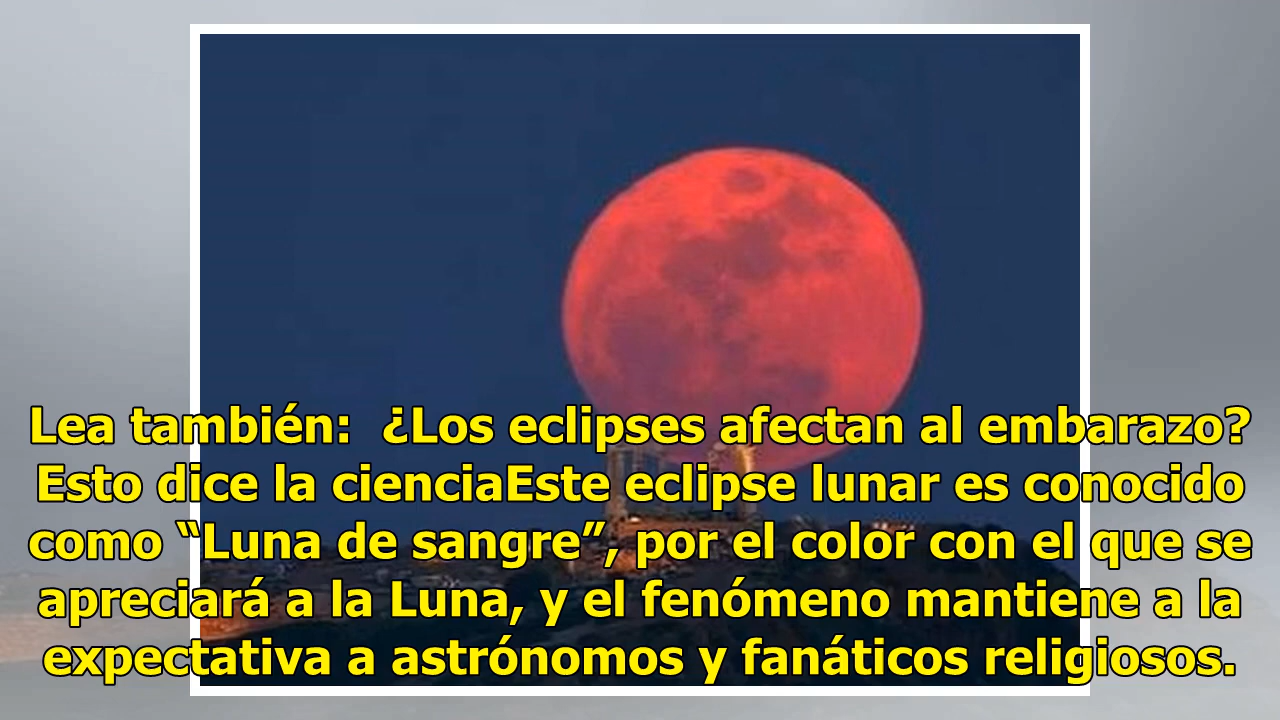 Lea también:  ¿Los eclipses afectan al embarazo?
Esto dice la cienciaEste eclipse lunar es conocido
como “Luna de sangre”, por el color con el que se
apreciará a la Luna, y el fenómeno mantiene a la
expectativa a astrónomos y fanáticos religiosos.